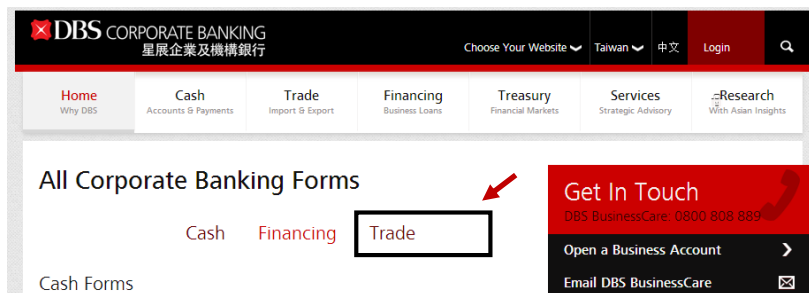 DBS CORPORATE BANKING
星展企業及機構銀行
Choose Your Website Taiwan 中文 Login
Home Cash Trade Financing Treasury Services Research
Why DBS Accounts & Payments Import & Export Business Loans Financial Markets Strategic Advisory With Asian Insights
All Corporate Banking Forms
Cash Financing Trade
Cash Forms
Get In Touch
DBS BusinessCare: 0800 808 889
Open a Business Account
Email DBS BusinessCare